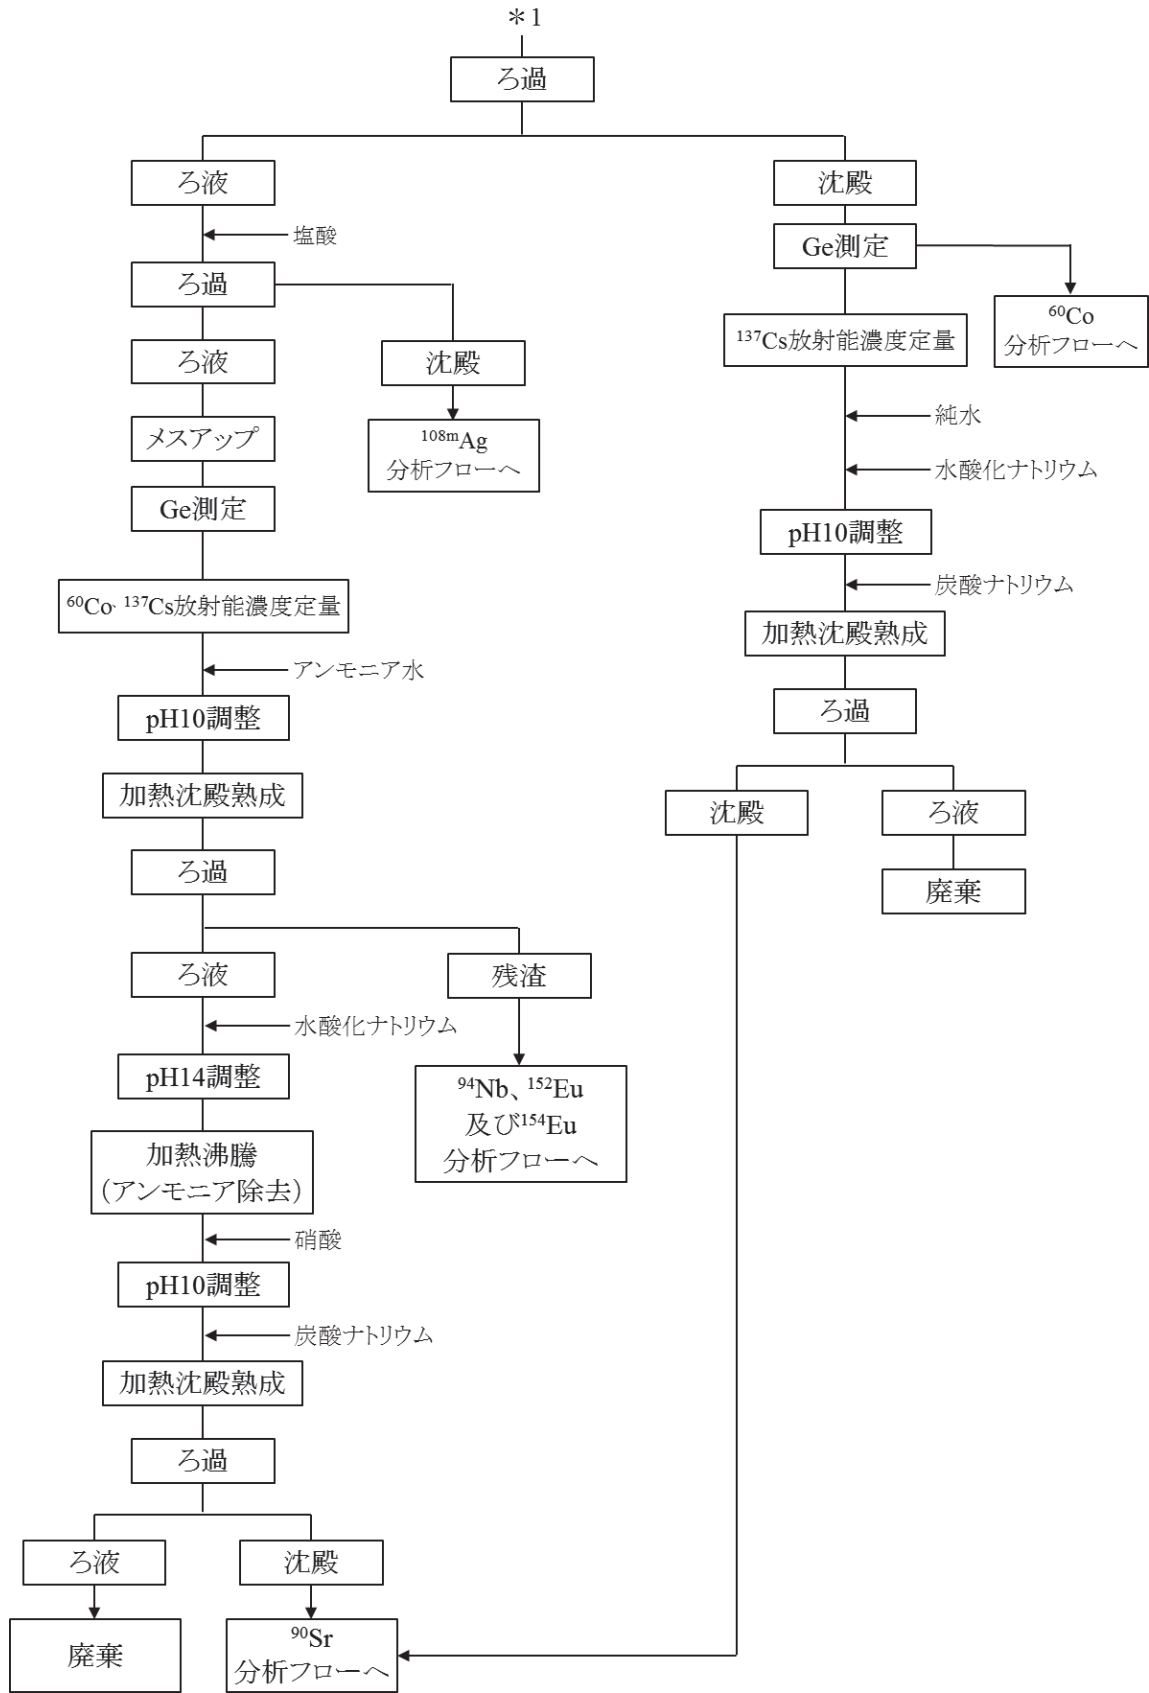 ＊1
ろ過
ろ液
塩酸
ろ過
ろ液
沈殿
メスアップ
108mAg
分析フローへ
Ge測定
60Co、137Cs放射能濃度定量
アンモニア水
pH10調整
加熱沈殿熟成
ろ過
ろ液
残渣
水酸化ナトリウム
pH14調整
94Nb、152Eu
及び154Eu
分析フローへ
加熱沸騰
（アンモニア除去）
硝酸
pH10調整
炭酸ナトリウム
加熱沈殿熟成
ろ過
ろ液
沈殿
廃棄
90Sr
分析フローへ
沈殿
Ge測定
60Co
分析フローへ
137Cs放射能濃度定量
純水
水酸化ナトリウム
pH10調整
炭酸ナトリウム
加熱沈殿熟成
ろ過
沈殿
ろ液
廃棄